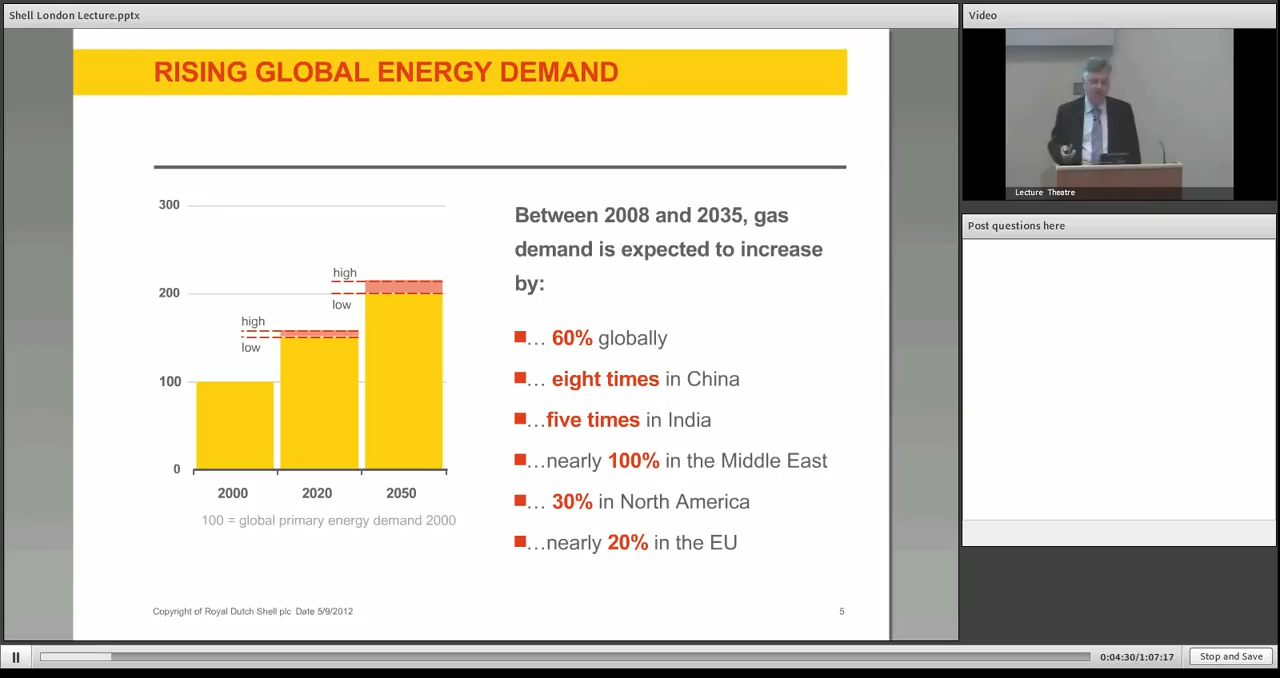 Shell London Lecture.pptx
RISING GLOBAL ENERGY DEMAND
300
200
100
0
high
low
high
low
2000 2020 2050
100 = global primary energy demand 2000
Between 2008 and 2035, gas
demand is expected to increase
by:
… 60% globally
… eight times in China
…five times in India
…nearly 100% in the Middle East
… 30% in North America
…nearly 20% in the EU
Copyright of Royal Dutch Shell plc Date 5/9/2012
5
Video
Lecture Theatre
Post questions here
0:04:30/1:07:17
Stop and Save